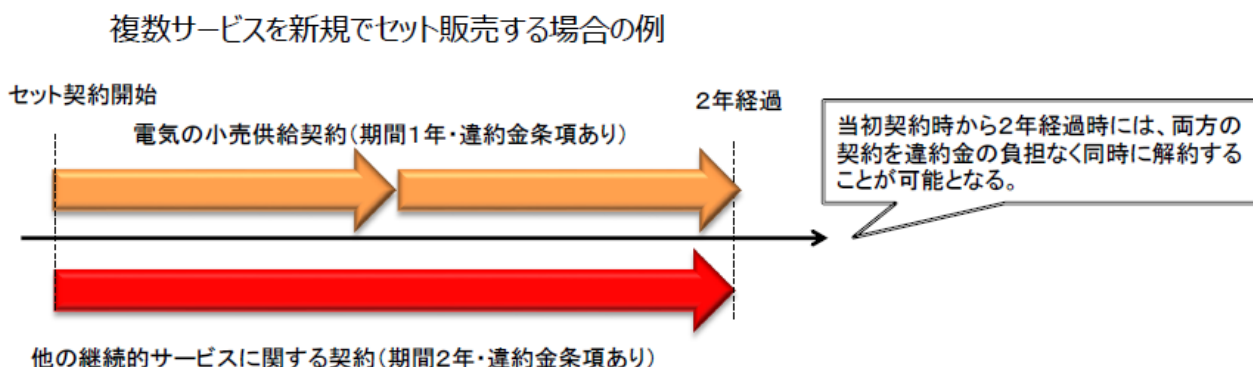 複数サービスを新規でセット販売する場合の例
セット契約開始
2年経過
電気の小売供給契約(期間1年・違約金条項あり)
当初契約時から2年経過時には、両方の
契約を違約金の負担なく同時に解約する
ことが可能となる。
他の継続的サービスに関する契約(期間2年・違約金条項あり)